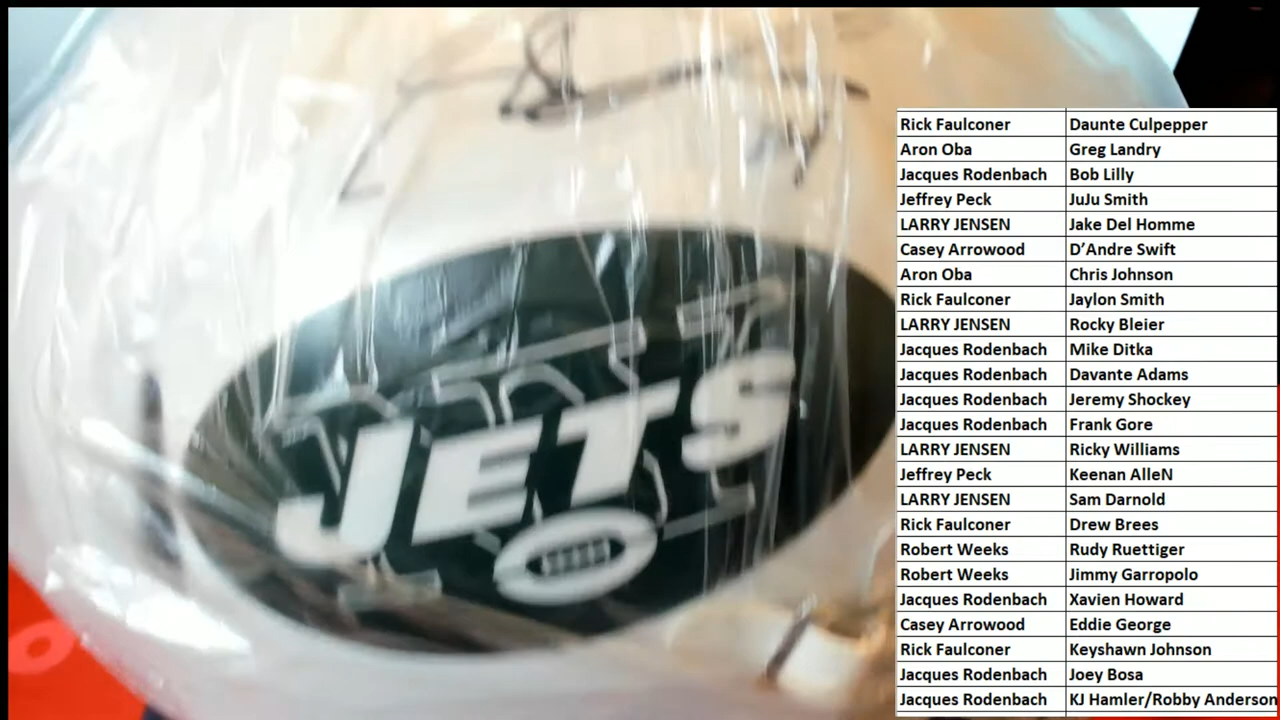 NY
JETS
Rick Faulconer Daunte Culpepper
Aron Oba Greg Landry
Jacques Rodenbach Bob Lilly
Jeffrey Peck JuJu Smith
LARRY JENSEN Jake Del Homme
Casey Arrowood D’Andre Swift
Aron Oba Chris Johnson
Rick Faulconer Jaylon Smith
LARRY JENSEN Rocky Bleier
Jacques Rodenbach Mike Ditka
Jacques Rodenbach Davante Adams
Jacques Rodenbach Jeremy Shockey
Jacques Rodenbach Frank Gore
LARRY JENSEN Ricky Williams
Jeffrey Peck Keenan AlleN
LARRY JENSEN Sam Darnold
Rick Faulconer Drew Brees
Robert Weeks Rudy Ruettiger
Robert Weeks Jimmy Garropolo
Jacques Rodenbach Xavien Howard
Casey Arrowood Eddie George
Rick Faulconer Keyshawn Johnson
Jacques Rodenbach Joey Bosa
Jacques Rodenbach KJ Hamler/Robby Anderson